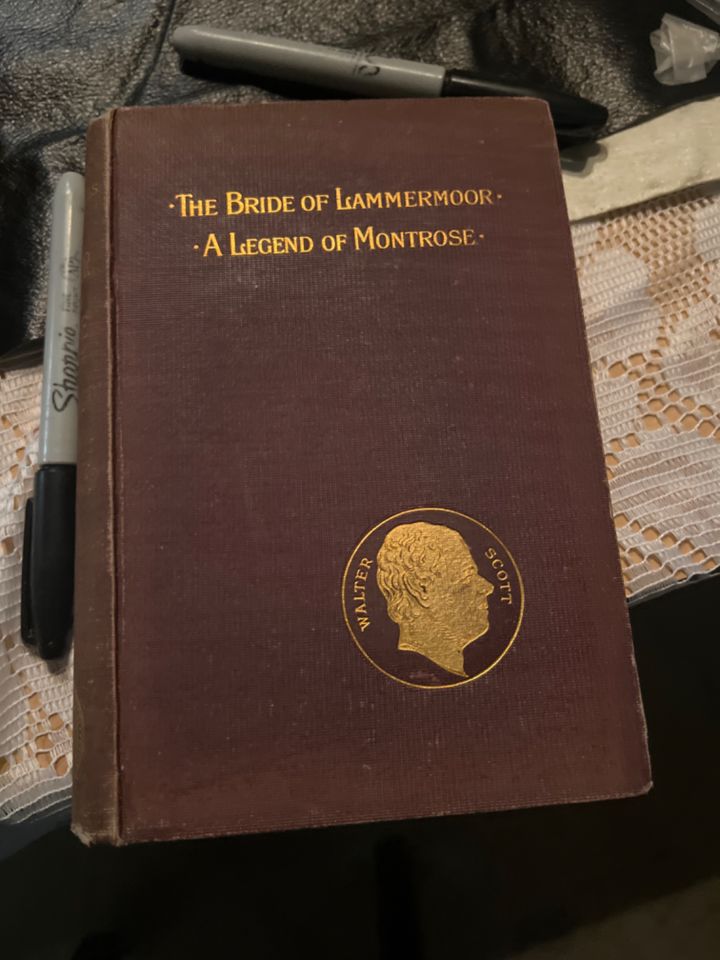 ·THE BRIDE OF LAMMERMOOR·
·A LEGEND OF MONTROSE·
WALTER SCOTT
Sharpie